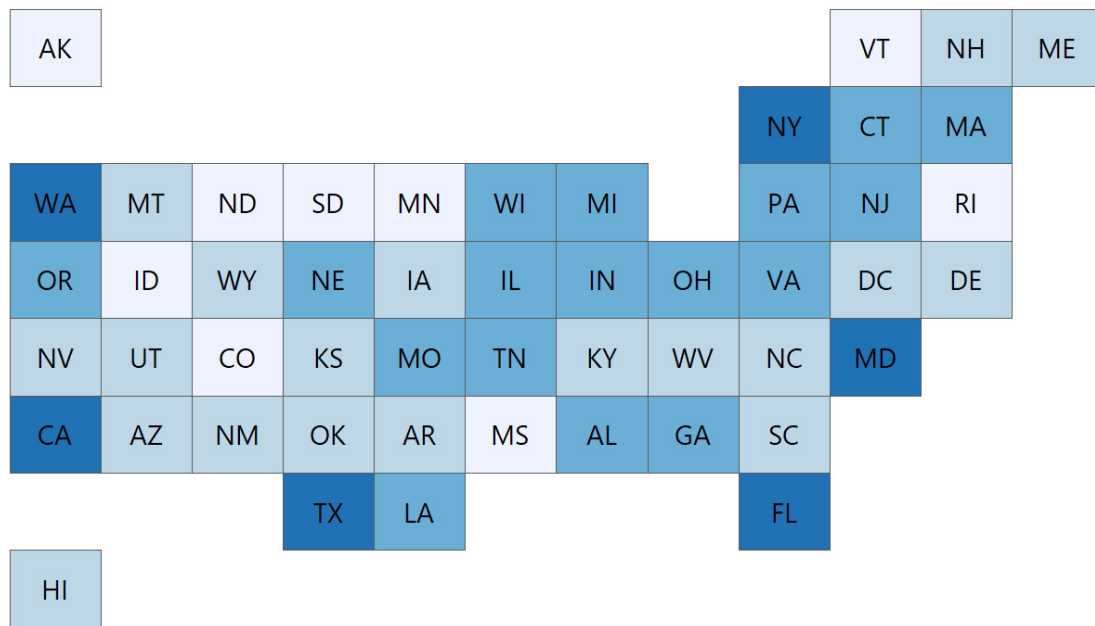 AK VT NH ME
NY CT MA
WA MT ND SD MN WI MI PA NJ RI
OR ID WY NE IA IL IN OH VA DC DE
NV UT CO KS MO TN KY WV NC MD
CA AZ NM OK AR MS AL GA SC
TX LA FL
HI